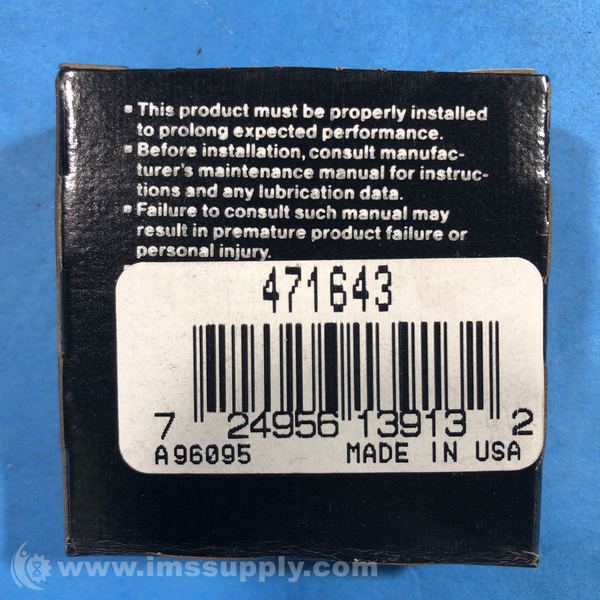 ▪ This product must be properly installed
to prolong expected performance.
▪ Before installation, consult manufac-
turer's maintenance manual for instruc-
tions and any lubrication data.
▪ Failure to consult such manual may
result in premature product failure or
personal injury.
471643
7 24956 13913 2
A96095 MADE IN USA
www.imssupply.com